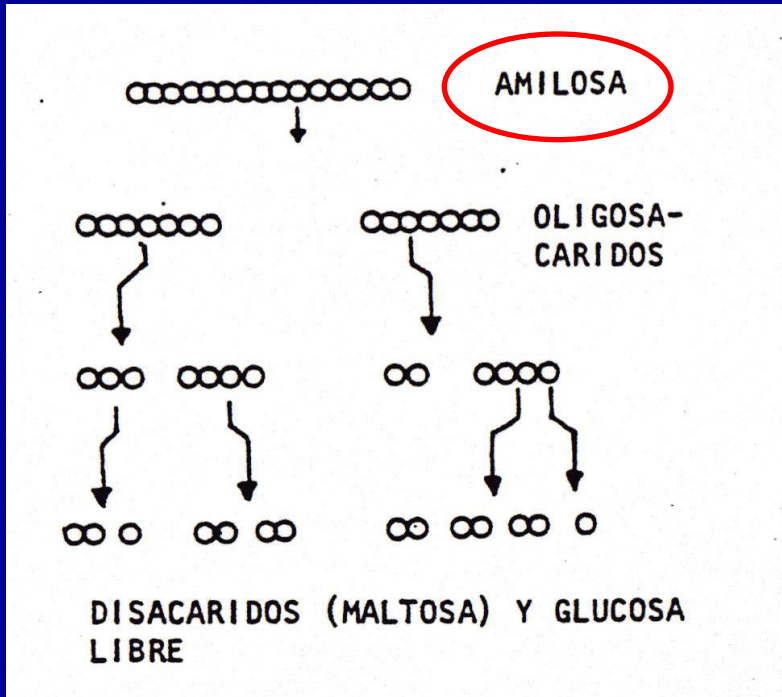 AMILOSA
OLIGOSA-
CARIDOS
DISACARIDOS (MALTOSA) Y GLUCOSA
LIBRE